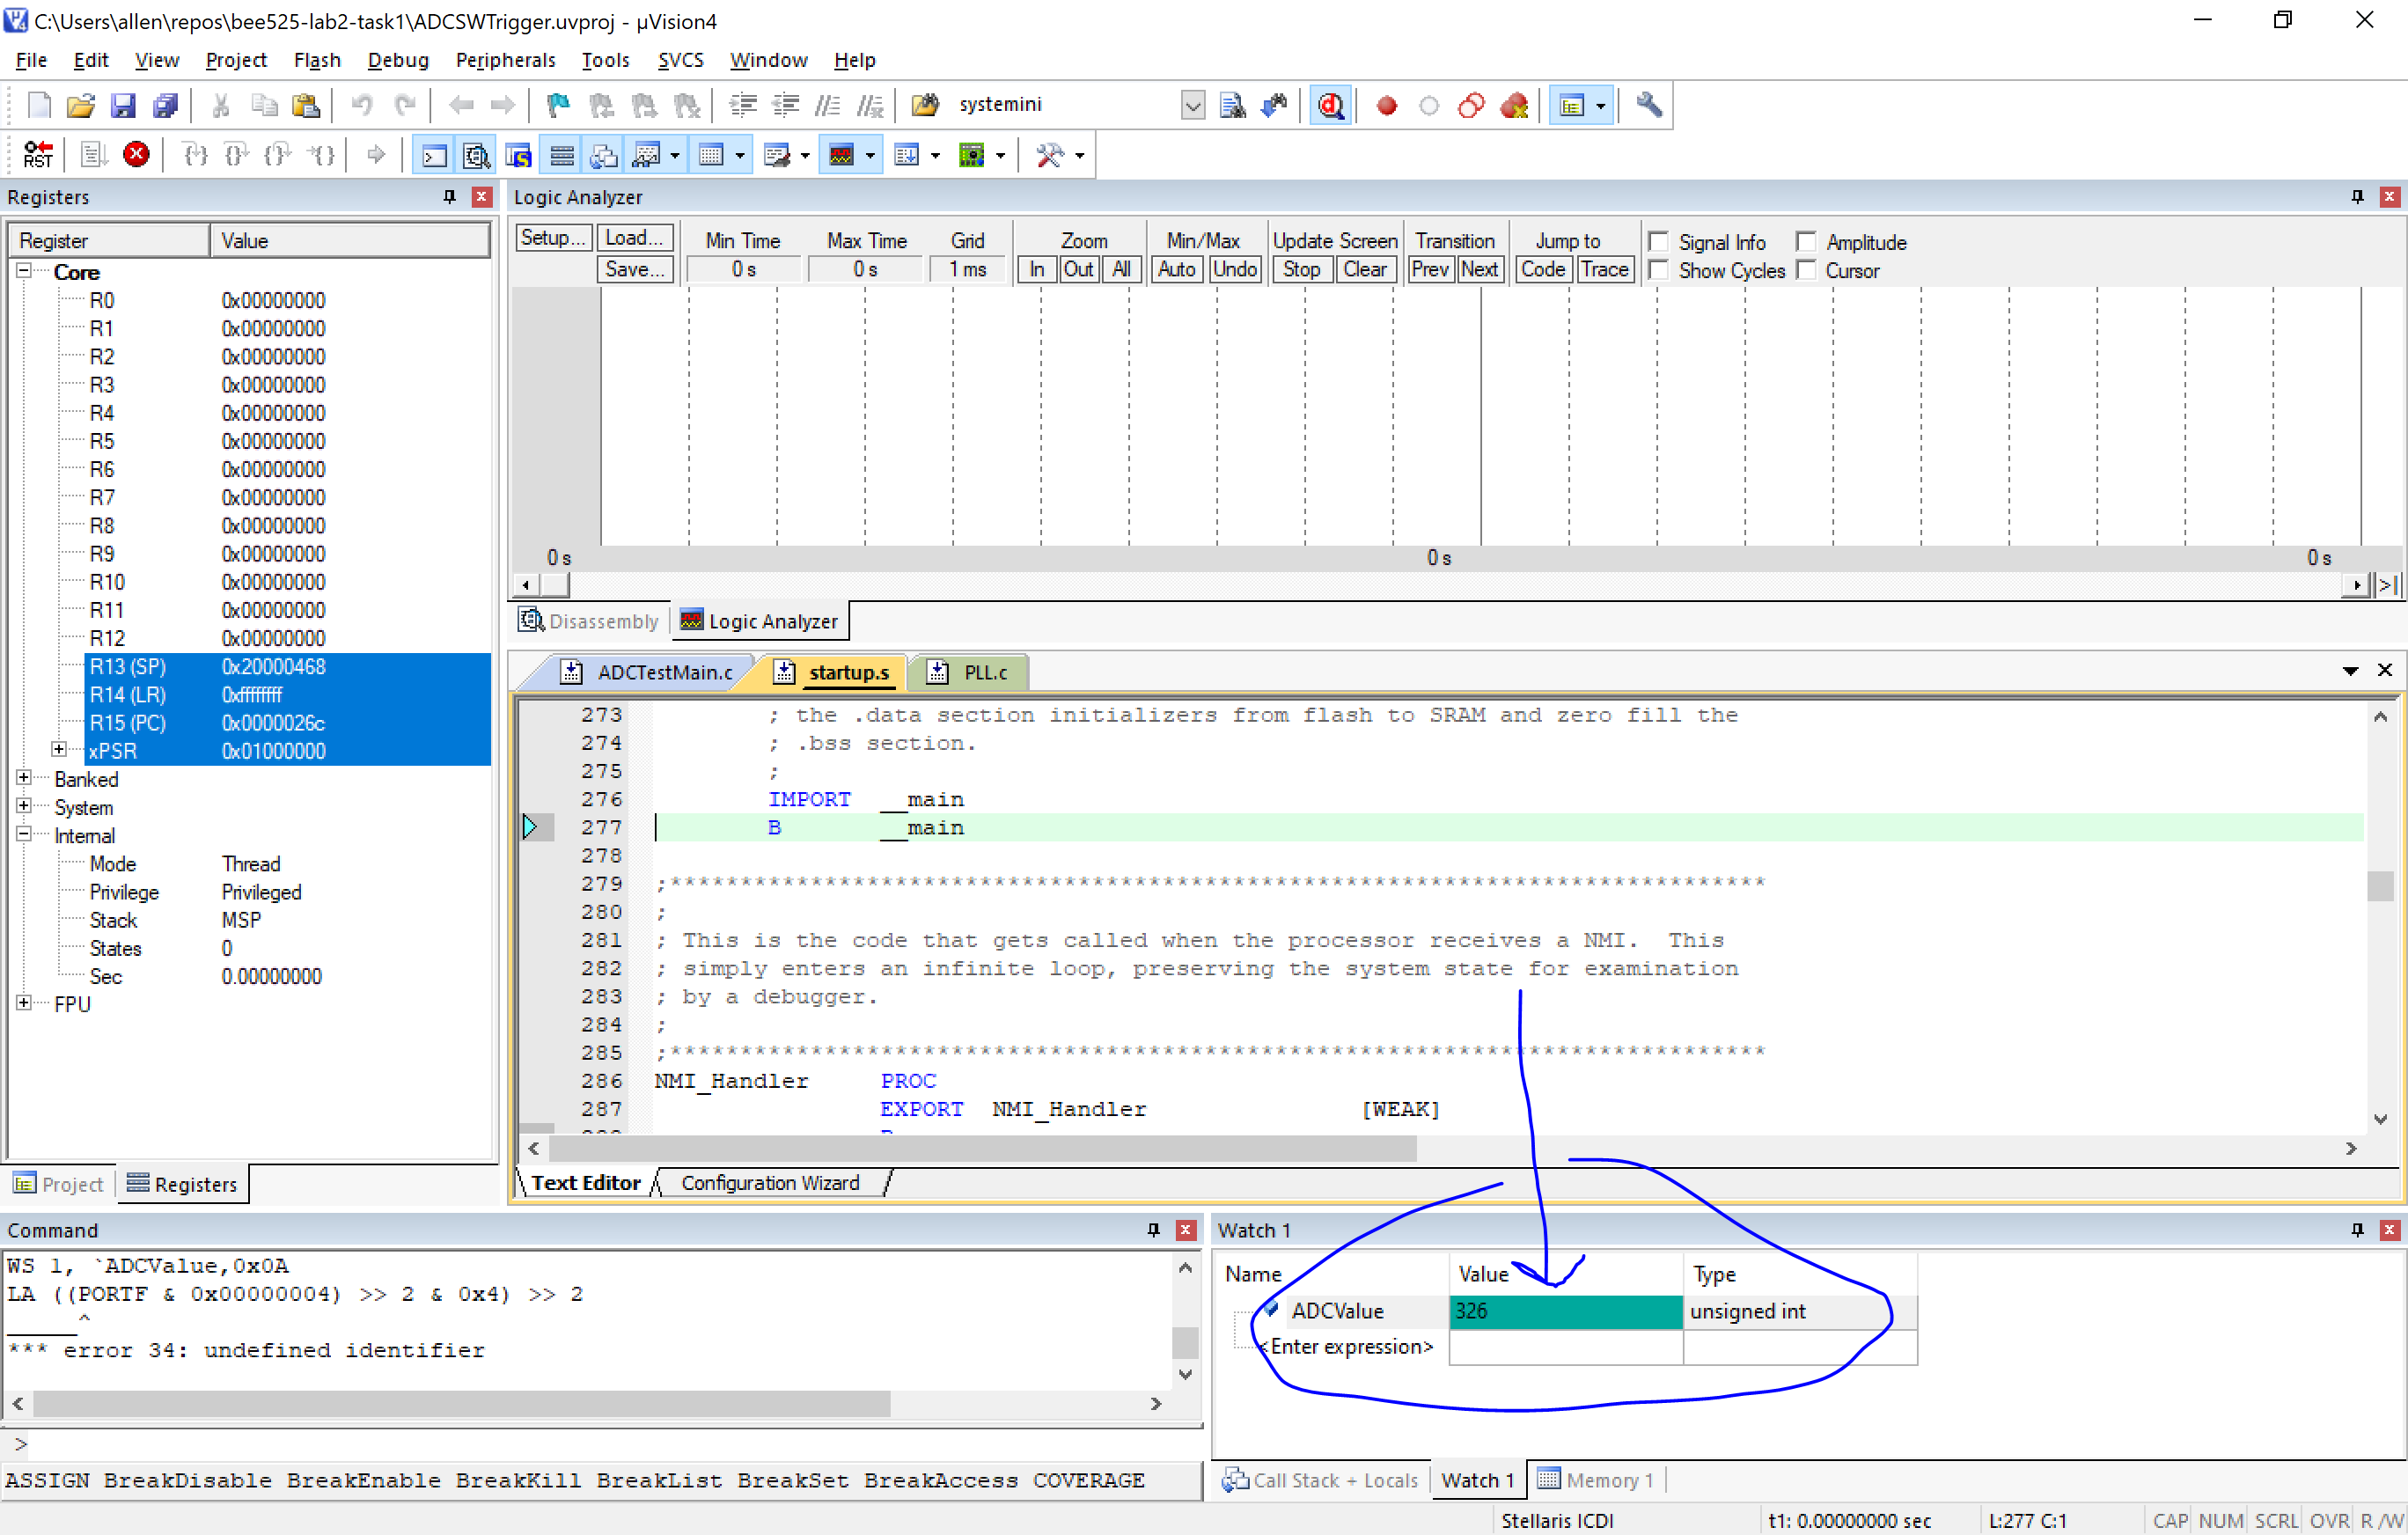 C:\Users\allen\repos\bee525-lab2-task1\ADCSWTrigger.uvproj - µVision4
File Edit View Project Flash Debug Peripherals Tools SVCS Window Help
systemini
RST
Registers
Register Value
Core
R0 0x00000000
R1 0x00000000
R2 0x00000000
R3 0x00000000
R4 0x00000000
R5 0x00000000
R6 0x00000000
R7 0x00000000
R8 0x00000000
R9 0x00000000
R10 0x00000000
R11 0x00000000
R12 0x00000000
R13 (SP) 0x20000468
R14 (LR) 0xffffffff
R15 (PC) 0x0000026c
xPSR 0x01000000
Banked
System
Internal
Mode Thread
Privilege Privileged
Stack MSP
States 0
Sec 0.00000000
FPU
Project Registers
Logic Analyzer
Setup... Load... Min Time Max Time Grid Zoom Min/Max Update Screen Transition Jump to Signal Info Amplitude
Save... 0 s 0 s 1 ms In Out All Auto Undo Stop Clear Prev Next Code Trace Show Cycles Cursor
0 s 0 s 0 s
Disassembly Logic Analyzer
ADCTestMain.c startup.s PLL.c
273 ; the .data section initializers from flash to SRAM and zero fill the
274 ; .bss section.
275 ;
276 IMPORT __main
277 B __main
278
279 ;******************************************************************************
280 ;
281 ; This is the code that gets called when the processor receives a NMI.  This
282 ; simply enters an infinite loop, preserving the system state for examination
283 ; by a debugger.
284 ;
285 ;******************************************************************************
286 NMI_Handler PROC
287 EXPORT NMI_Handler [WEAK]
Text Editor Configuration Wizard
Command
WS 1, `ADCValue,0x0A
LA ((PORTF & 0x00000004) >> 2 & 0x4) >> 2
_____^
*** error 34: undefined identifier
>
ASSIGN BreakDisable BreakEnable BreakKill BreakList BreakSet BreakAccess COVERAGE
Watch 1
Name Value Type
ADCValue 326 unsigned int
<Enter expression>
Call Stack + Locals Watch 1 Memory 1
Stellaris ICDI t1: 0.00000000 sec L:277 C:1 CAP NUM SCRL OVR R /W